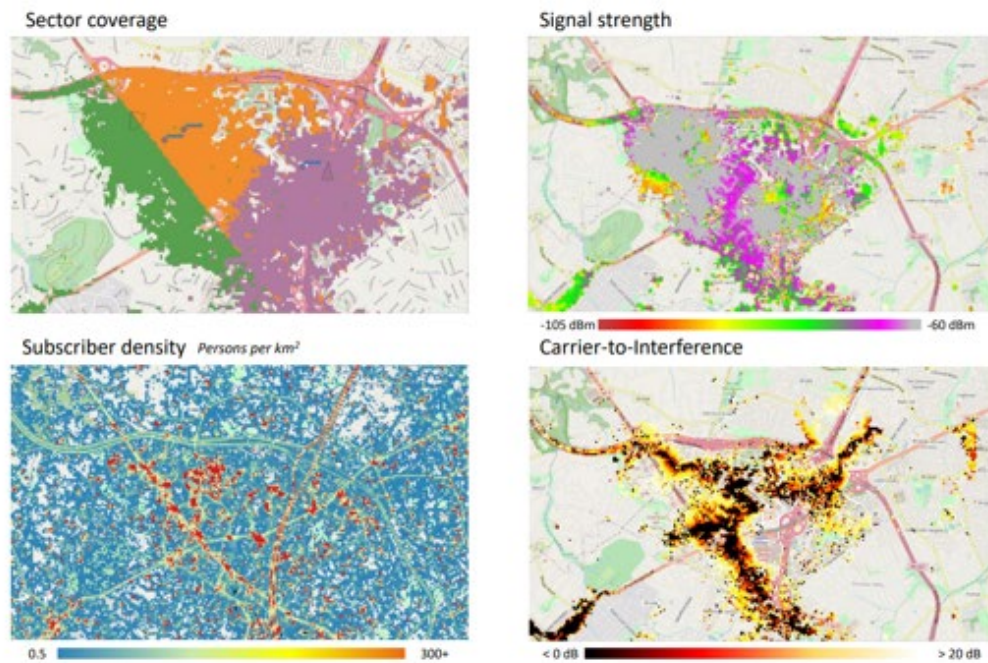 Sector coverage
Signal strength
-105 dBm
-60 dBm
Subscriber density Persons per km²
Carrier-to-Interference
0.5
300+
< 0 dB
> 20 dB